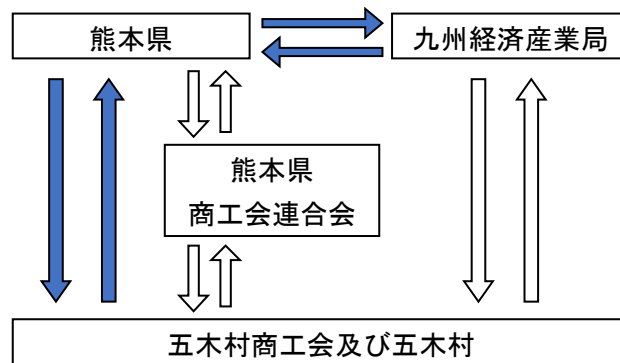 熊本県
九州経済産業局
熊本県
商工会連合会
五木村商工会及び五木村